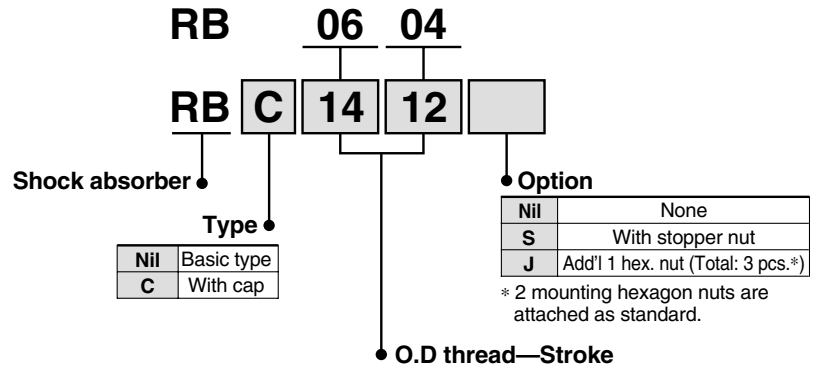 RB 06 04
RB C 14 12
Shock absorber
Option
Nil None
S With stopper nut
J Add'l 1 hex. nut (Total: 3 pcs.*)
* 2 mounting hexagon nuts are
attached as standard.
Type
Nil Basic type
C With cap
O.D thread—Stroke